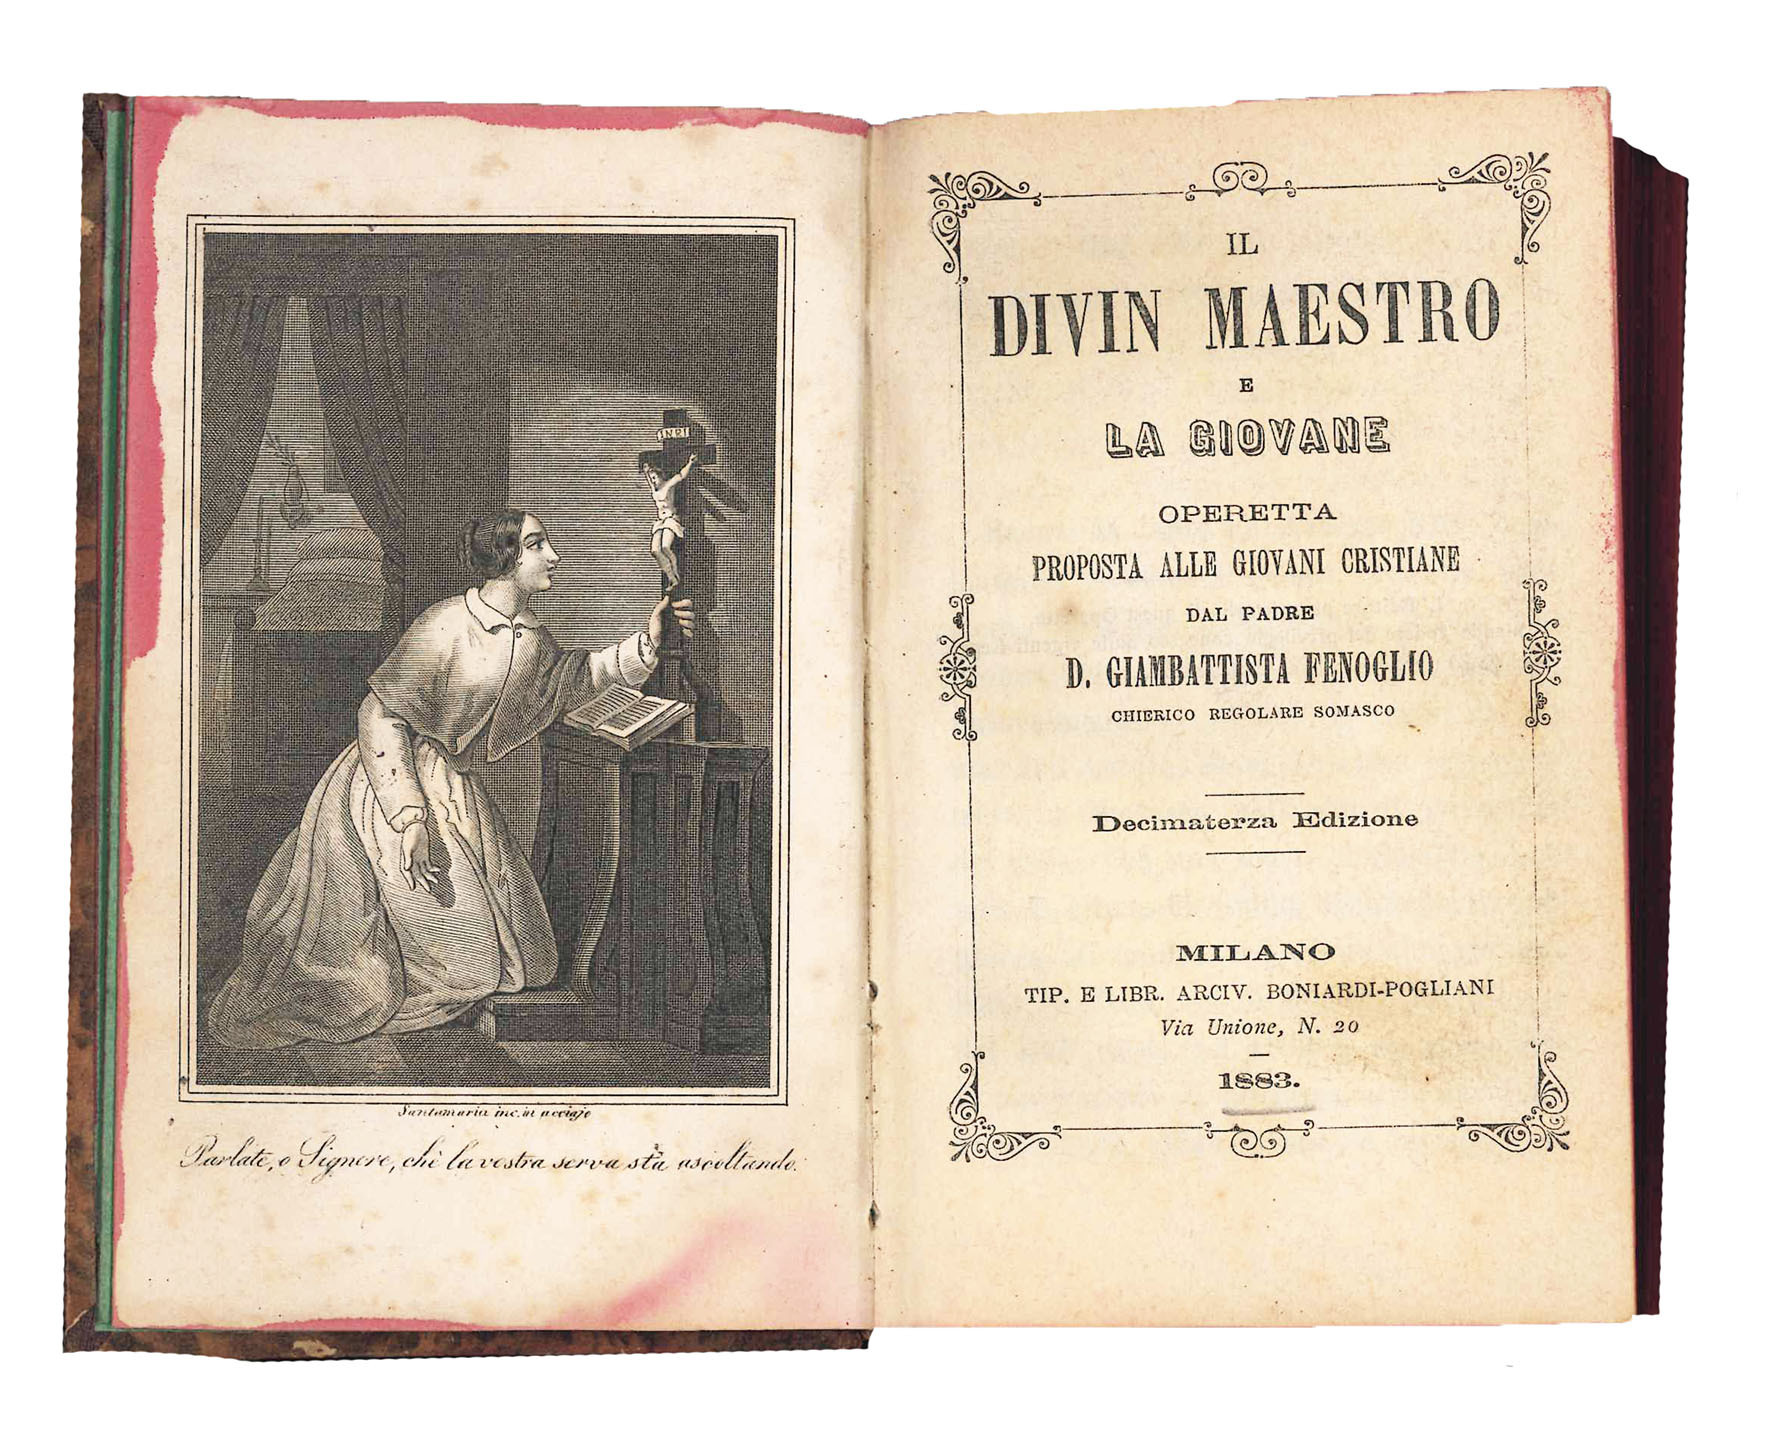 INRI
Santamaria inc. in acciajo
Parlate, o Signore, chè la vostra serva sta ascoltando.
IL
DIVIN MAESTRO
E
LA GIOVANE
OPERETTA
PROPOSTA ALLE GIOVANI CRISTIANE
DAL PADRE
D. GIAMBATTISTA FENOGLIO
CHIERICO REGOLARE SOMASCO
Decimaterza Edizione
MILANO
TIP. E LIBR. ARCIV. BONIARDI-POGLIANI
Via Unione, N. 20
1883.